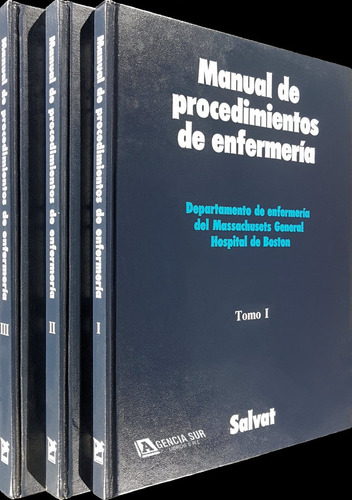 Manual de procedimientos de enfermería III
Manual de procedimientos de enfermería II
Manual de procedimientos de enfermería I
Manual de
procedimientos
de enfermería
Departamento de enfermería
del Massachusets General
Hospital de Boston
Tomo I
AGENCIA SUR
Salvat